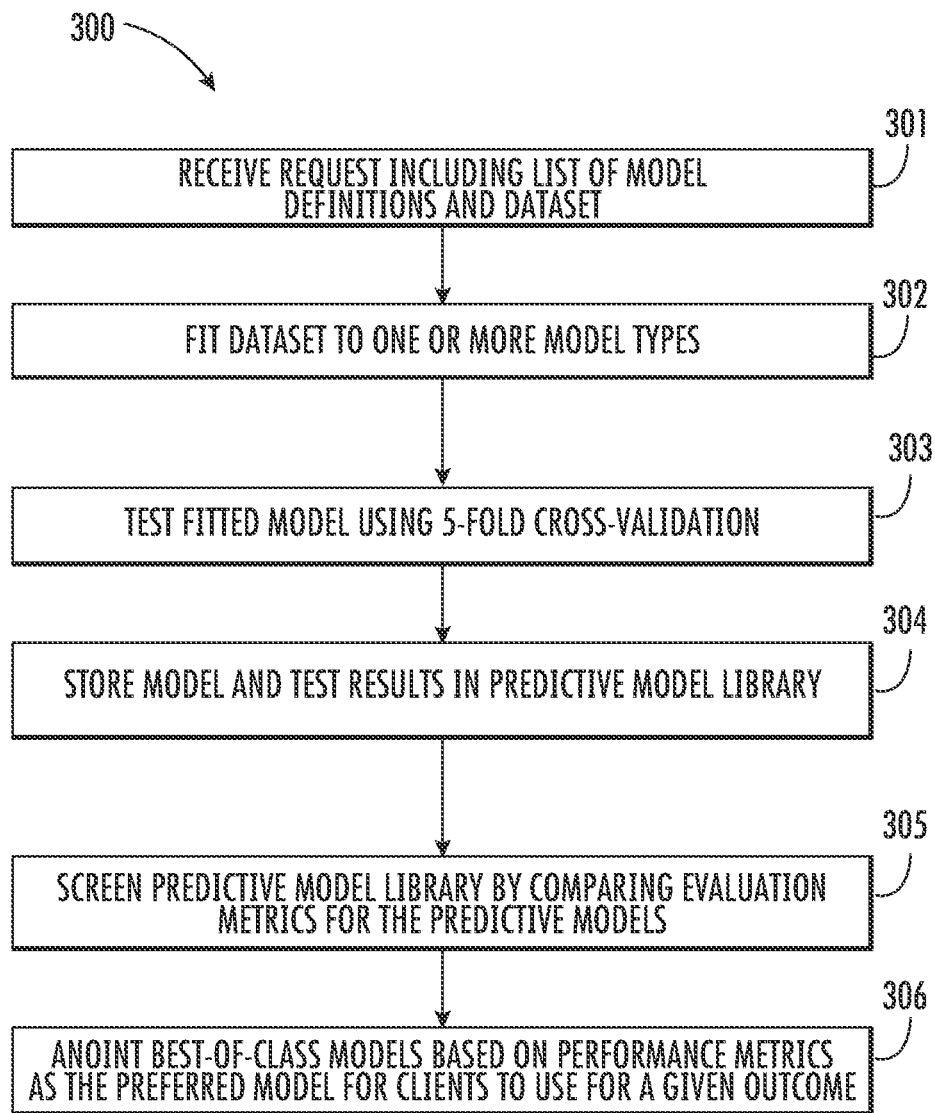 300
301
RECEIVE REQUEST INCLUDING LIST OF MODEL
DEFINITIONS AND DATASET
302
FIT DATASET TO ONE OR MORE MODEL TYPES
303
TEST FITTED MODEL USING 5-FOLD CROSS-VALIDATION
304
STORE MODEL AND TEST RESULTS IN PREDICTIVE MODEL LIBRARY
305
SCREEN PREDICTIVE MODEL LIBRARY BY COMPARING EVALUATION
METRICS FOR THE PREDICTIVE MODELS
306
ANOINT BEST-OF-CLASS MODELS BASED ON PERFORMANCE METRICS
AS THE PREFERRED MODEL FOR CLIENTS TO USE FOR A GIVEN OUTCOME